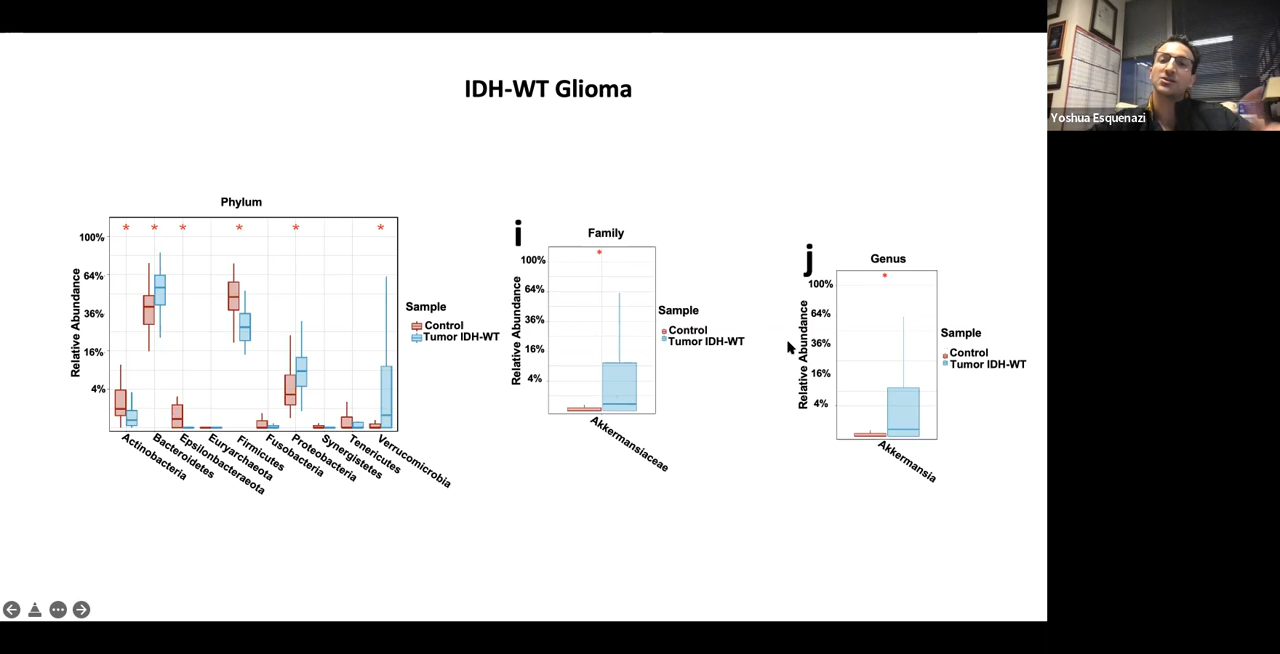 IDH-WT Glioma
Yoshua Esquenazi
Phylum
* * * * * *
100%
64%
36%
16%
4%
Relative Abundance
Actinobacteria
Bacteroidetes
Epsilonbacteraeota
Euryarchaeota
Firmicutes
Fusobacteria
Proteobacteria
Synergistetes
Tenericutes
Verrucomicrobia
Sample
Control
Tumor IDH-WT
i
Family
*
100%
64%
36%
16%
4%
Relative Abundance
Akkermansiaceae
Sample
Control
Tumor IDH-WT
j
Genus
*
100%
64%
36%
16%
4%
Relative Abundance
Akkermansia
Sample
Control
Tumor IDH-WT